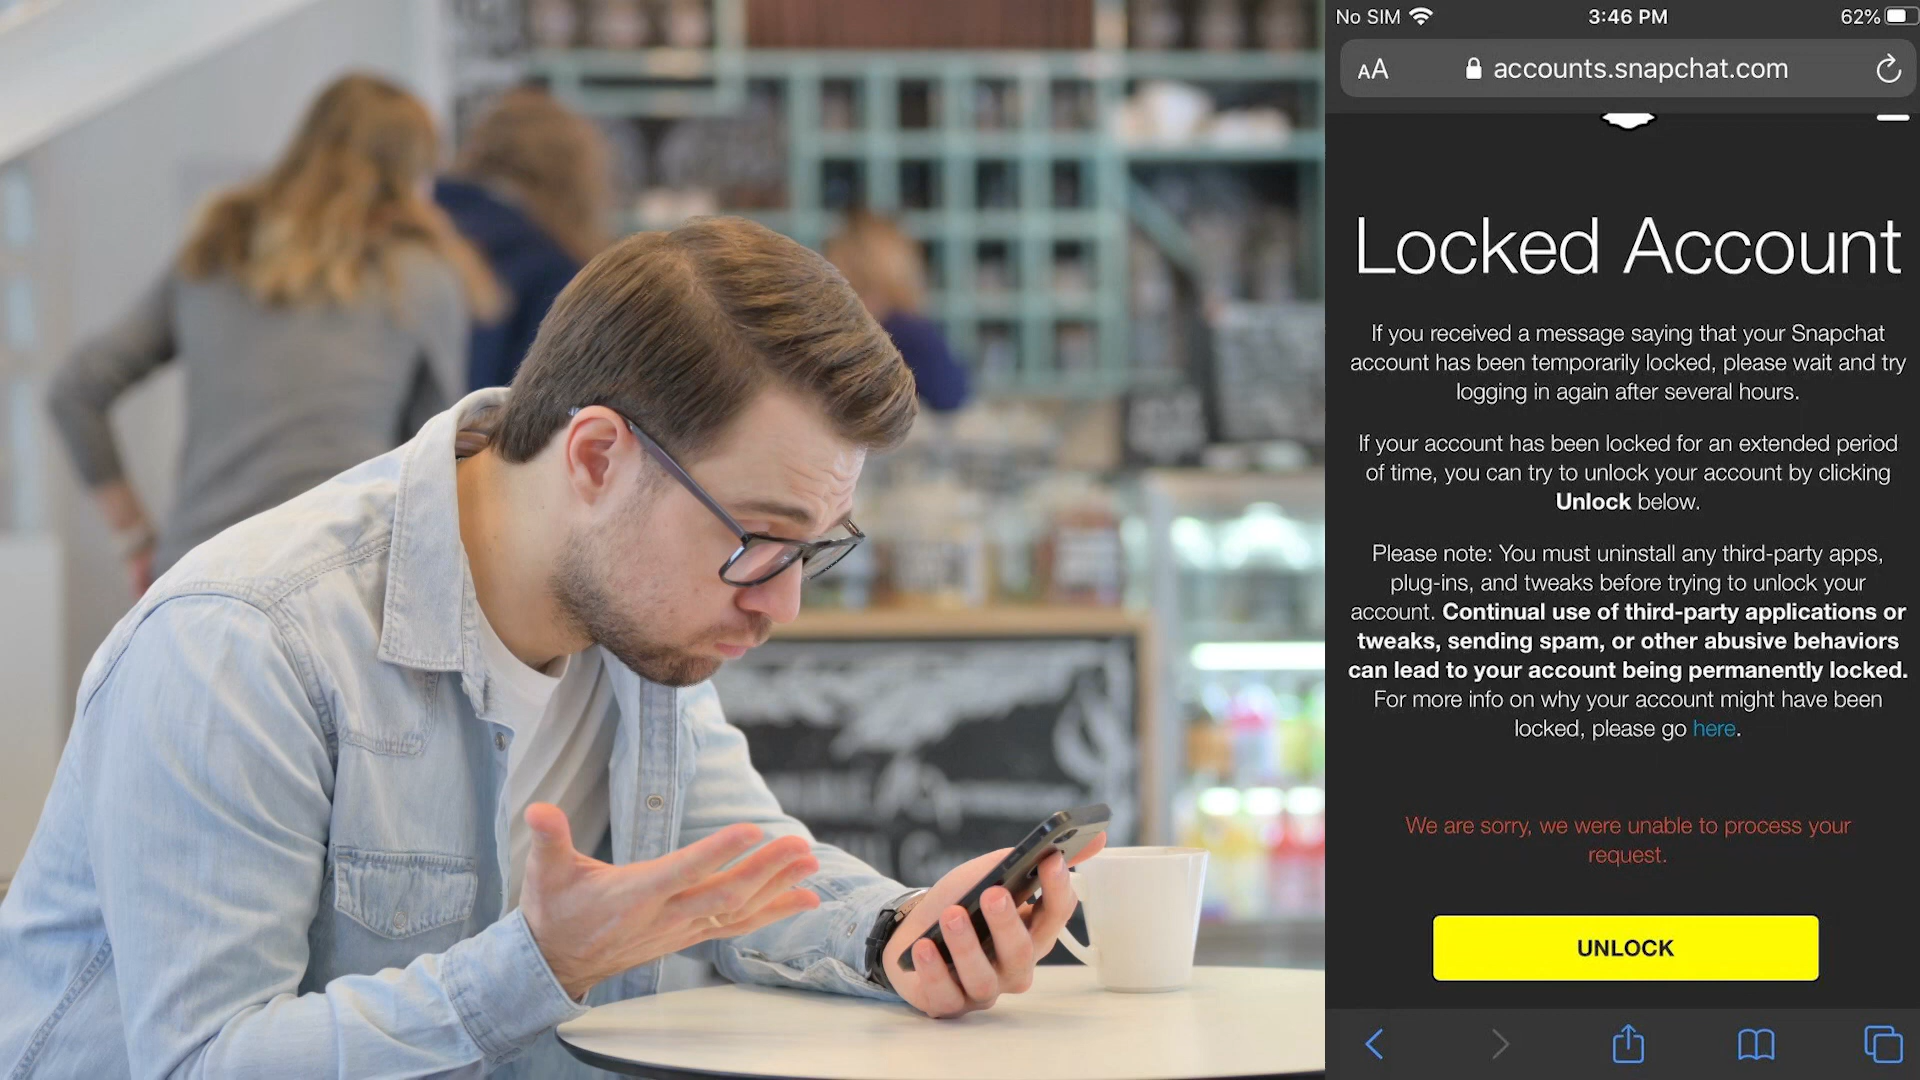 No SIM 3:46 PM 62%
AA accounts.snapchat.com
Locked Account
If you received a message saying that your Snapchat
account has been temporarily locked, please wait and try
logging in again after several hours.
If your account has been locked for an extended period
of time, you can try to unlock your account by clicking
Unlock below.
Please note: You must uninstall any third-party apps,
plug-ins, and tweaks before trying to unlock your
account. Continual use of third-party applications or
tweaks, sending spam, or other abusive behaviors
can lead to your account being permanently locked.
For more info on why your account might have been
locked, please go here.
We are sorry, we were unable to process your
request.
UNLOCK